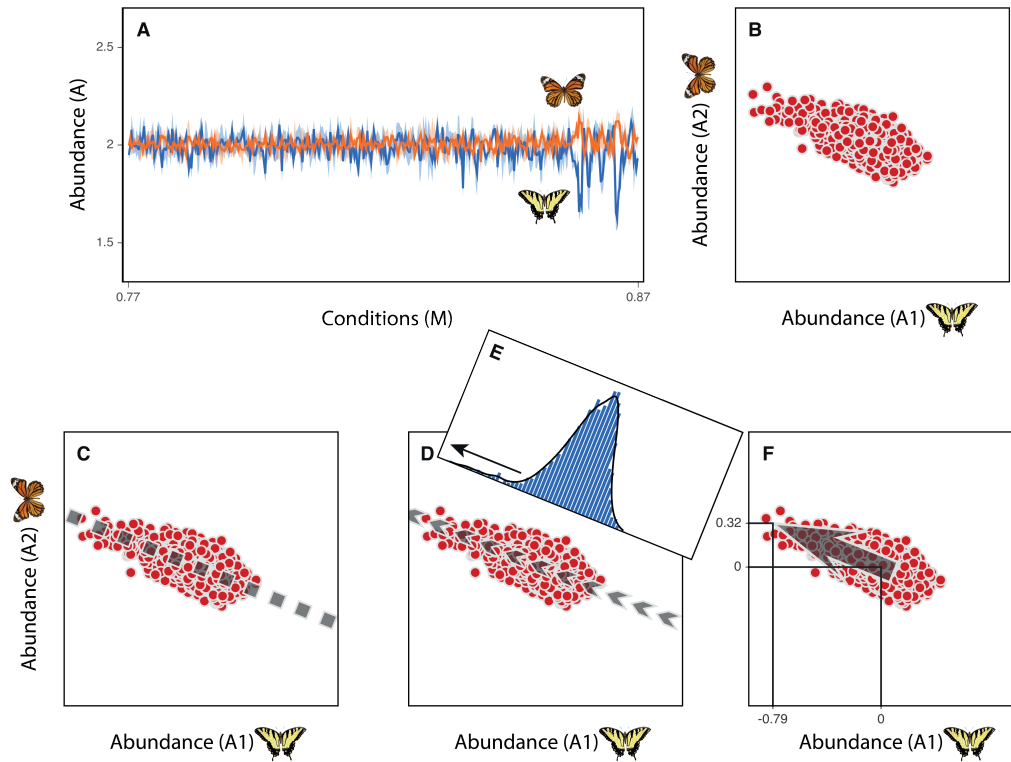 A
2.5
2
1.5
Abundance (A)
0.77
0.87
Conditions (M)
B
Abundance (A2)
Abundance (A1)
E
C
Abundance (A2)
Abundance (A1)
D
Abundance (A1)
F
0.32
0
-0.79
0
Abundance (A1)